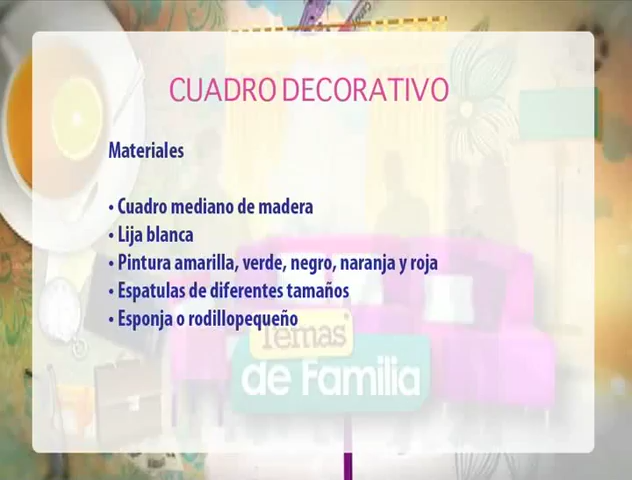 CUADRO DECORATIVO
Materiales
• Cuadro mediano de madera
• Lija blanca
• Pintura amarilla, verde, negro, naranja y roja
• Espatulas de diferentes tamaños
• Esponja o rodillopequeño
Temas
de Familia